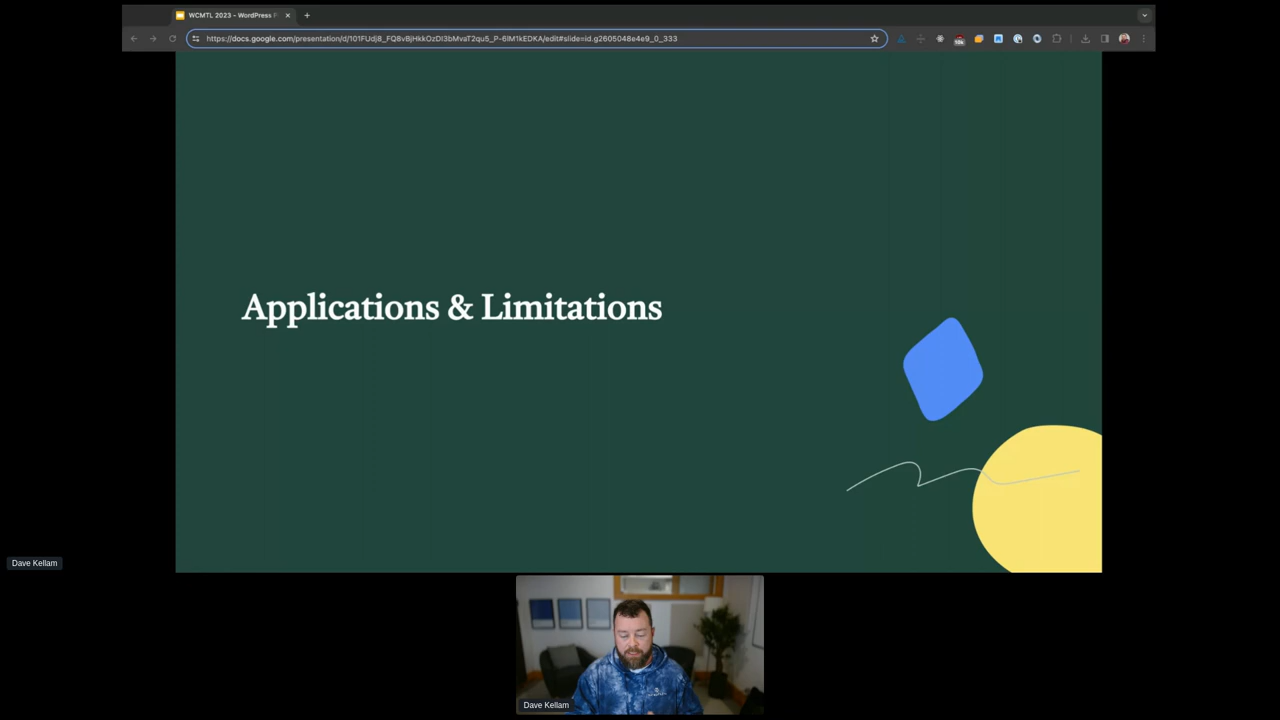 WCMTL 2023 - WordPress P
https://docs.google.com/presentation/d/101FUdj8_FQ8vBjHkkOzDI3bMvaT2qu5_P-6lM1kEDKA/edit#slide=id.g2605048e4e9_0_333
Applications & Limitations
Dave Kellam
Dave Kellam